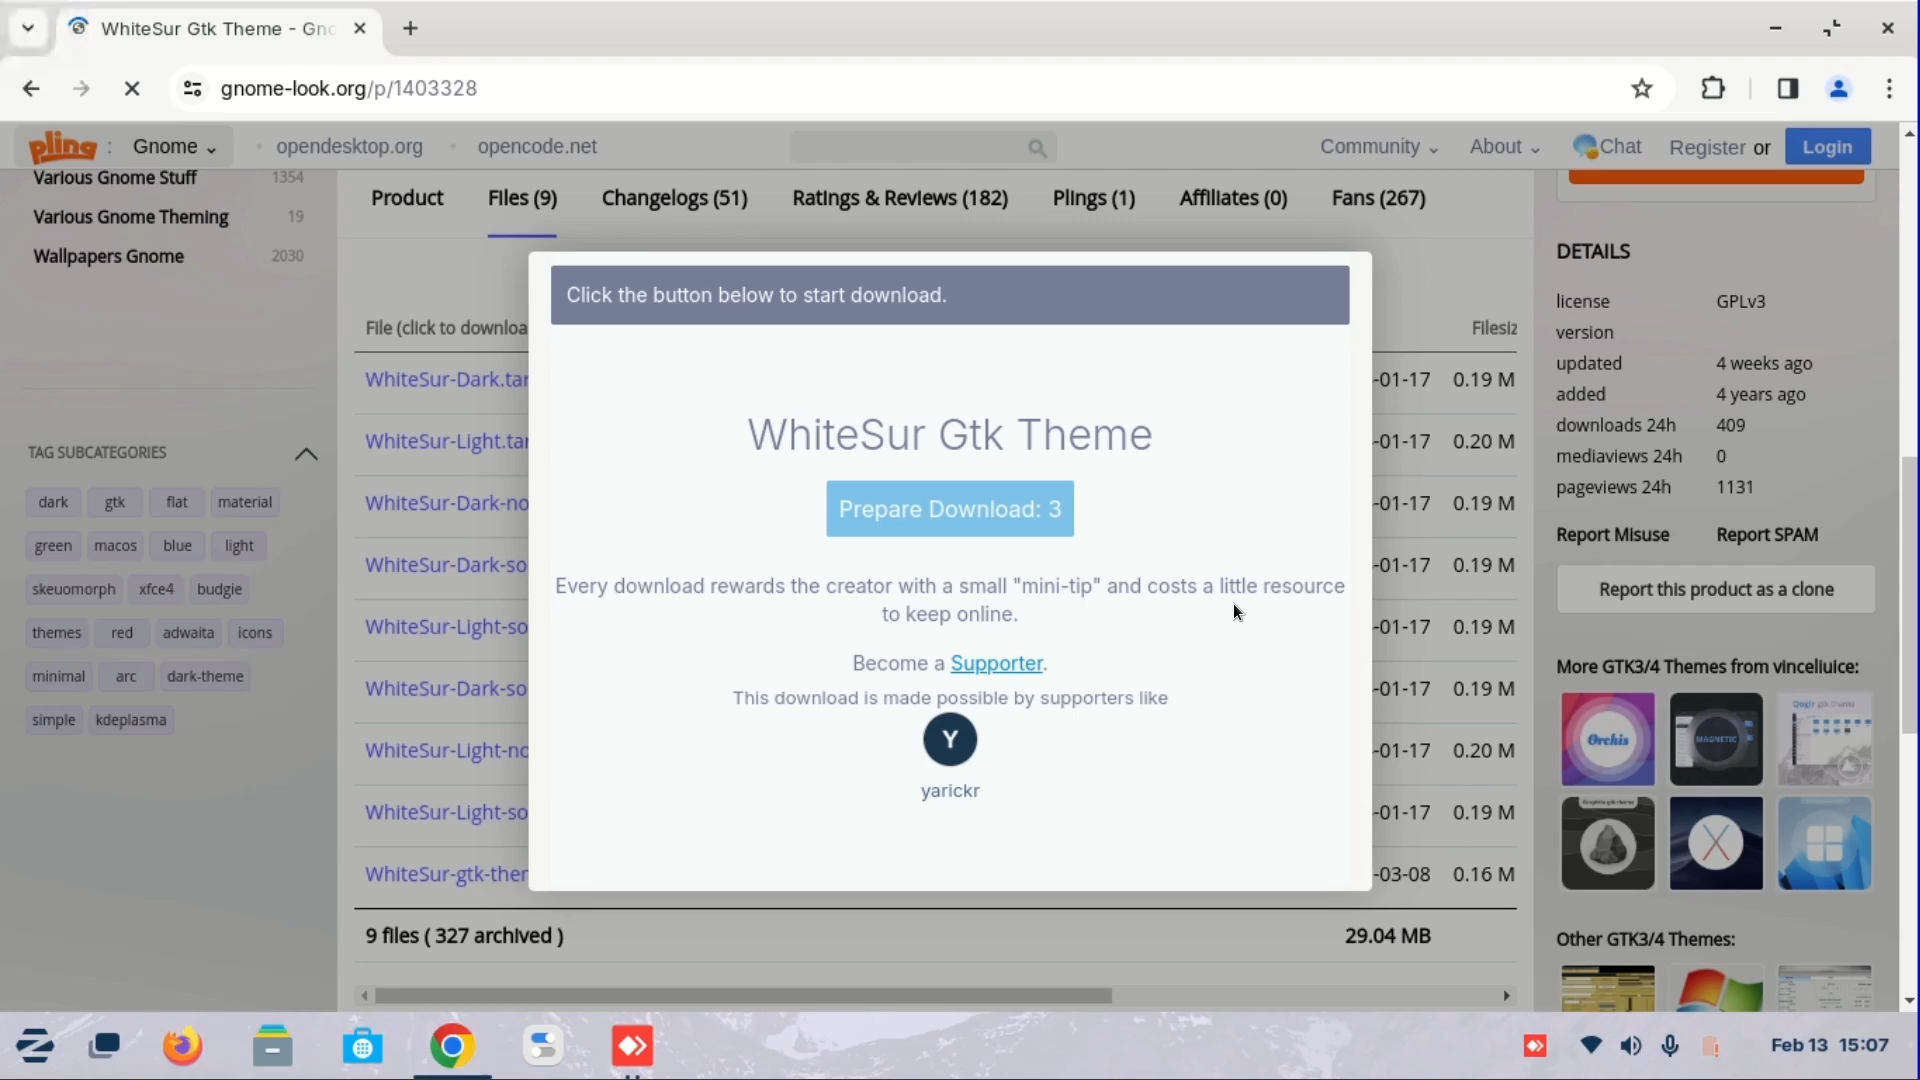 WhiteSur Gtk Theme - Gno
gnome-look.org/p/1403328
pling : Gnome opendesktop.org opencode.net Community About Chat Register or Login
Various Gnome Stuff 1354
Various Gnome Theming 19
Wallpapers Gnome 2030
TAG SUBCATEGORIES
dark gtk flat material
green macos blue light
skeuomorph xfce4 budgie
themes red adwaita icons
minimal arc dark-theme
simple kdeplasma
Product Files (9) Changelogs (51) Ratings & Reviews (182) Plings (1) Affiliates (0) Fans (267)
File (click to downloa Filesiz
WhiteSur-Dark.tar -01-17 0.19 M
WhiteSur-Light.tar -01-17 0.20 M
WhiteSur-Dark-no -01-17 0.19 M
WhiteSur-Dark-so -01-17 0.19 M
WhiteSur-Light-so -01-17 0.19 M
WhiteSur-Dark-so -01-17 0.19 M
WhiteSur-Light-no -01-17 0.20 M
WhiteSur-Light-so -01-17 0.19 M
WhiteSur-gtk-then -03-08 0.16 M
9 files ( 327 archived ) 29.04 MB
Click the button below to start download.
WhiteSur Gtk Theme
Prepare Download: 3
Every download rewards the creator with a small "mini-tip" and costs a little resource
to keep online.
Become a Supporter.
This download is made possible by supporters like
Y
yarickr
DETAILS
license GPLv3
version
updated 4 weeks ago
added 4 years ago
downloads 24h 409
mediaviews 24h 0
pageviews 24h 1131
Report Misuse Report SPAM
Report this product as a clone
More GTK3/4 Themes from vinceliuice:
Orchis MAGNETIC
Other GTK3/4 Themes:
Feb 13 15:07